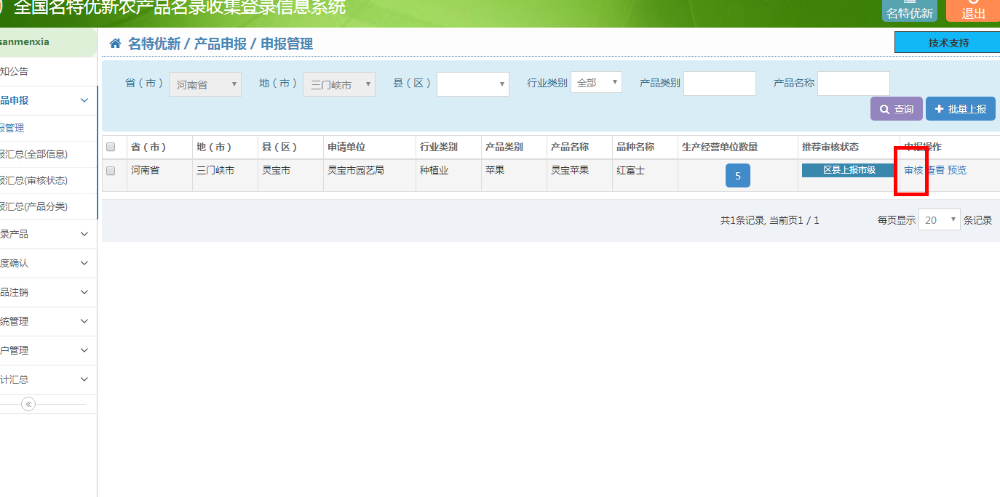 全国名特优新农产品名录收集登录信息系统
名特优新
退出
sanmenxia
名特优新 / 产品申报 / 申报管理
技术支持
知公告
品申报
报管理
报汇总(全部信息)
报汇总(审核状态)
报汇总(产品分类)
录产品
度确认
品注销
统管理
户管理
计汇总
省（市） 河南省 地（市） 三门峡市 县（区） 行业类别 全部 产品类别 产品名称
查询 批量上报
省（市） 地（市） 县（区） 申请单位 行业类别 产品类别 产品名称 品种名称 生产经营单位数量 推荐审核状态 申报操作
河南省 三门峡市 灵宝市 灵宝市园艺局 种植业 苹果 灵宝苹果 红富士 5 区县上报市级 审核 查看 预览
共1条记录, 当前页1 / 1 每页显示 20 条记录